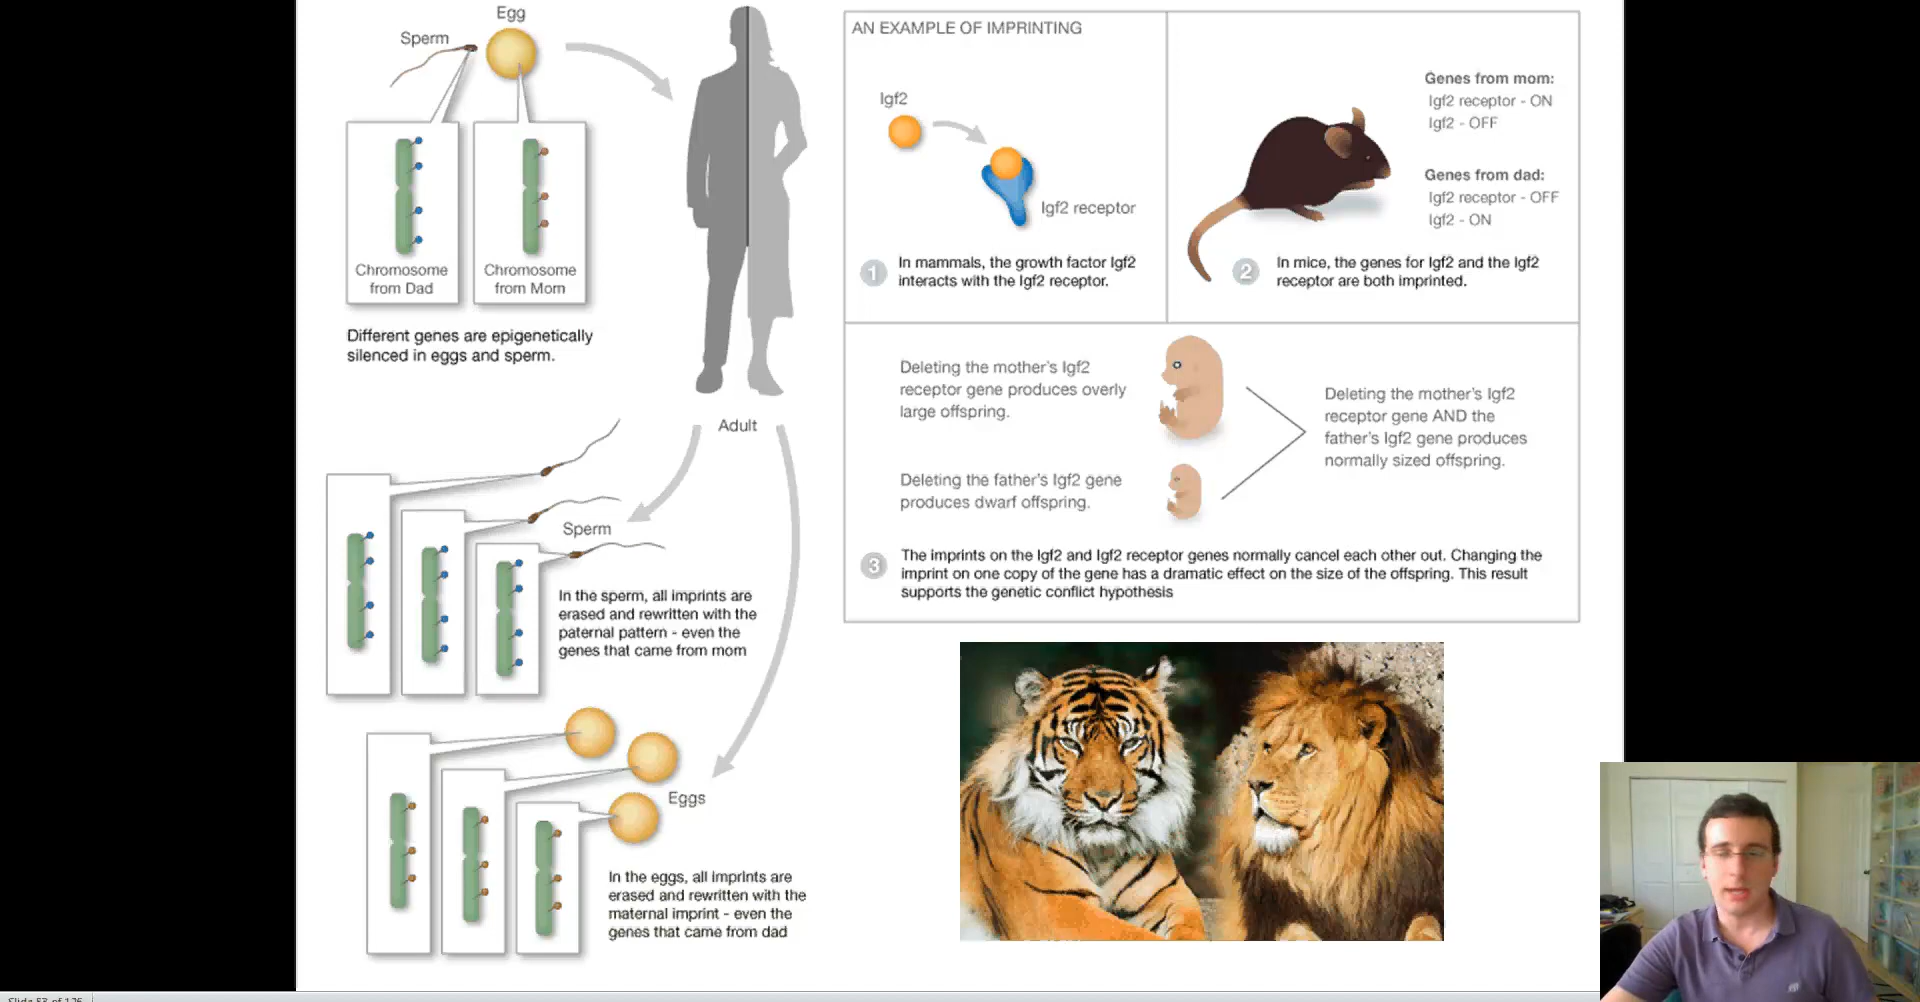 Egg
Sperm
Chromosome
from Dad
Chromosome
from Mom
Different genes are epigenetically
silenced in eggs and sperm.
Adult
Sperm
In the sperm, all imprints are
erased and rewritten with the
paternal pattern - even the
genes that came from mom
Eggs
In the eggs, all imprints are
erased and rewritten with the
maternal imprint - even the
genes that came from dad
AN EXAMPLE OF IMPRINTING
Igf2
Igf2 receptor
1
In mammals, the growth factor Igf2
interacts with the Igf2 receptor.
Genes from mom:
Igf2 receptor - ON
Igf2 - OFF
Genes from dad:
Igf2 receptor - OFF
Igf2 - ON
2
In mice, the genes for Igf2 and the Igf2
receptor are both imprinted.
Deleting the mother's Igf2
receptor gene produces overly
large offspring.
Deleting the father's Igf2 gene
produces dwarf offspring.
Deleting the mother's Igf2
receptor gene AND the
father's Igf2 gene produces
normally sized offspring.
3
The imprints on the Igf2 and Igf2 receptor genes normally cancel each other out. Changing the
imprint on one copy of the gene has a dramatic effect on the size of the offspring. This result
supports the genetic conflict hypothesis
Slide 53 of 126